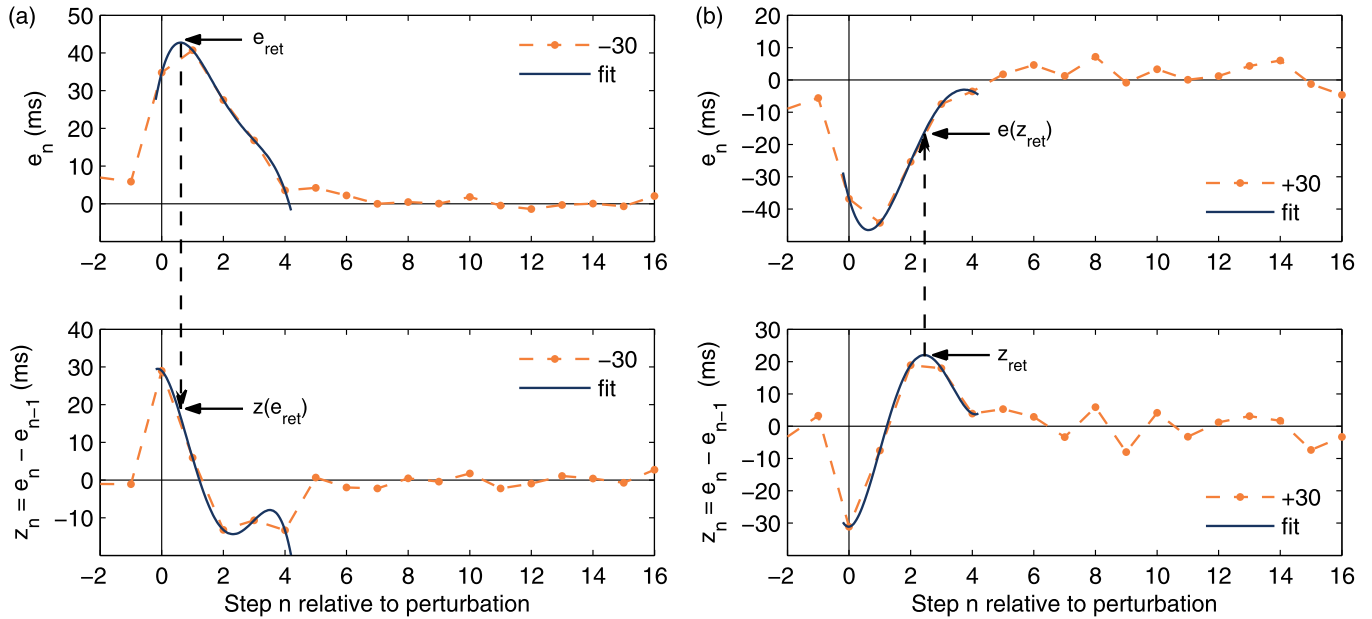 (a)
50
40
30
20
10
0
e_n (ms)
e_ret
−30
fit
−2 0 2 4 6 8 10 12 14 16
40
30
20
10
0
−10
z_n = e_n − e_n−1 (ms)
z(e_ret)
−30
fit
−2 0 2 4 6 8 10 12 14 16
Step n relative to perturbation
(b)
20
10
0
−10
−20
−30
−40
e_n (ms)
e(z_ret)
+30
fit
−2 0 2 4 6 8 10 12 14 16
30
20
10
0
−10
−20
−30
z_n = e_n − e_n−1 (ms)
z_ret
+30
fit
−2 0 2 4 6 8 10 12 14 16
Step n relative to perturbation